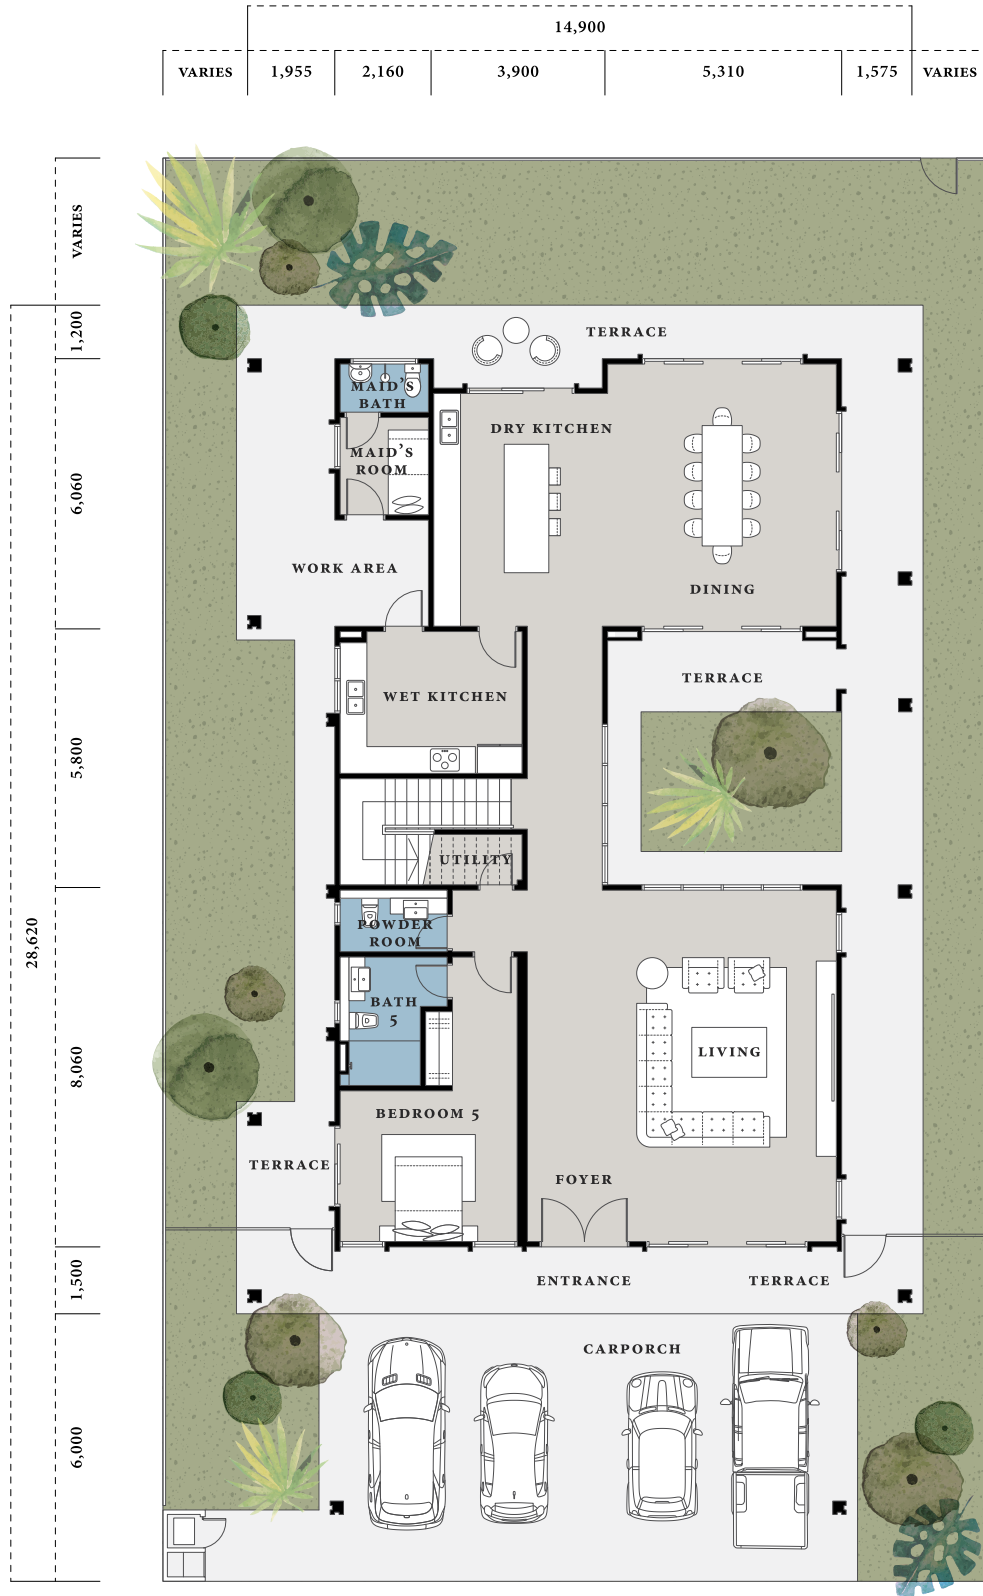 14,900
VARIES 1,955 2,160 3,900 5,310 1,575 VARIES
VARIES
1,200
6,060
5,800
28,620
8,060
1,500
6,000
TERRACE
MAID'S
BATH
DRY KITCHEN
MAID'S
ROOM
WORK AREA
DINING
WET KITCHEN
TERRACE
UTILITY
POWDER
ROOM
BATH
5
LIVING
BEDROOM 5
TERRACE
FOYER
ENTRANCE
TERRACE
CARPORCH